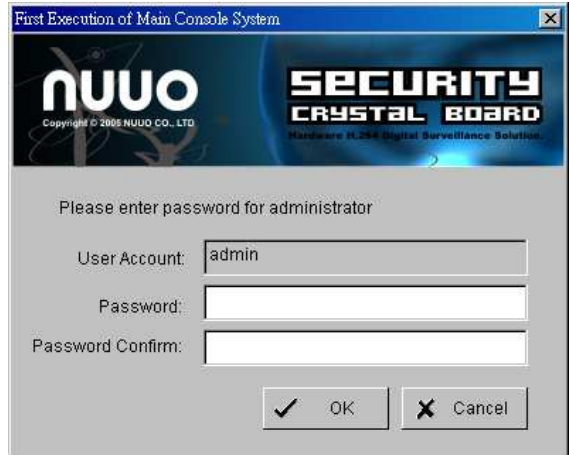 First Execution of Main Console System
NUUO
Copyright © 2005 NUUO CO., LTD
SECURITY
CRYSTAL BOARD
Hardware H.264 Digital Surveillance Solution.
Please enter password for administrator
User Account: admin
Password:
Password Confirm:
OK Cancel